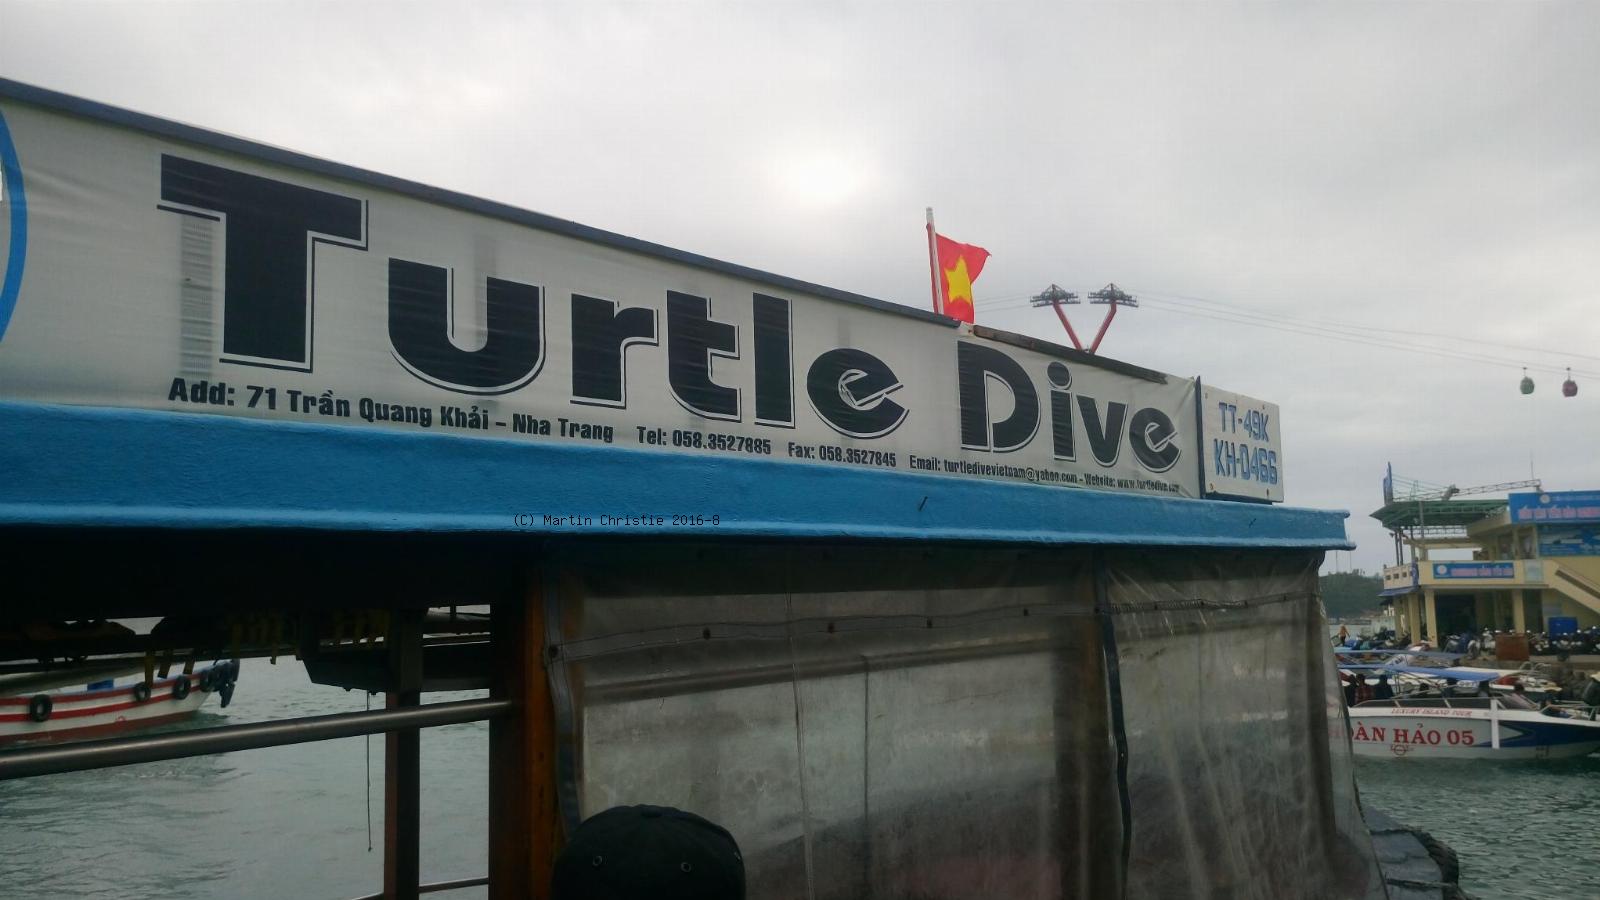 Turtle Dive
Add: 71 Trần Quang Khải - Nha Trang Tel: 058.3527885 Fax: 058.3527845 Email: turtledivevietnam@yahoo.com - Website: www.turtledive.com
TT-49K
KH-0466
(C) Martin Christie 2016-8
LUXURY ISLAND TOUR
OÀN HẢO 05